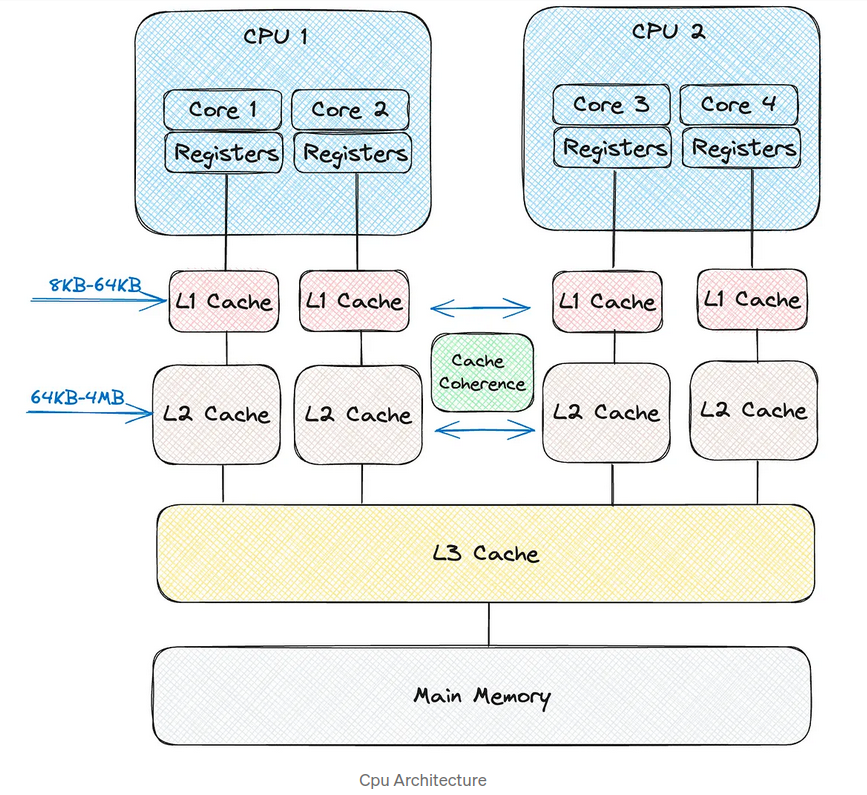 CPU 1
CPU 2
Core 1
Core 2
Core 3
Core 4
Registers
Registers
Registers
Registers
8KB-64KB
L1 Cache
L1 Cache
L1 Cache
L1 Cache
Cache
Coherence
64KB-4MB
L2 Cache
L2 Cache
L2 Cache
L2 Cache
L3 Cache
Main Memory
Cpu Architecture